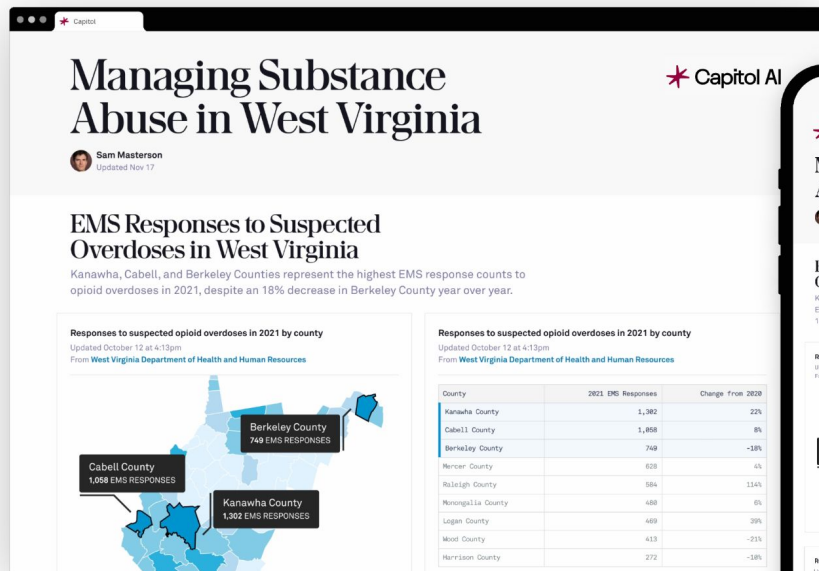 Capitol
Managing Substance
Abuse in West Virginia
Capitol AI
Sam Masterson
Updated Nov 17
EMS Responses to Suspected
Overdoses in West Virginia
Kanawha, Cabell, and Berkeley Counties represent the highest EMS response counts to
opioid overdoses in 2021, despite an 18% decrease in Berkeley County year over year.
Responses to suspected opioid overdoses in 2021 by county
Updated October 12 at 4:13pm
From West Virginia Department of Health and Human Resources
Berkeley County
749 EMS RESPONSES
Cabell County
1,058 EMS RESPONSES
Kanawha County
1,302 EMS RESPONSES
Responses to suspected opioid overdoses in 2021 by county
Updated October 12 at 4:13pm
From West Virginia Department of Health and Human Resources
County 2021 EMS Responses Change from 2020
Kanawha County 1,302 22%
Cabell County 1,058 8%
Berkeley County 749 -18%
Mercer County 628 4%
Raleigh County 584 114%
Monongalia County 480 6%
Logan County 469 39%
Wood County 413 -21%
Harrison County 272 -10%